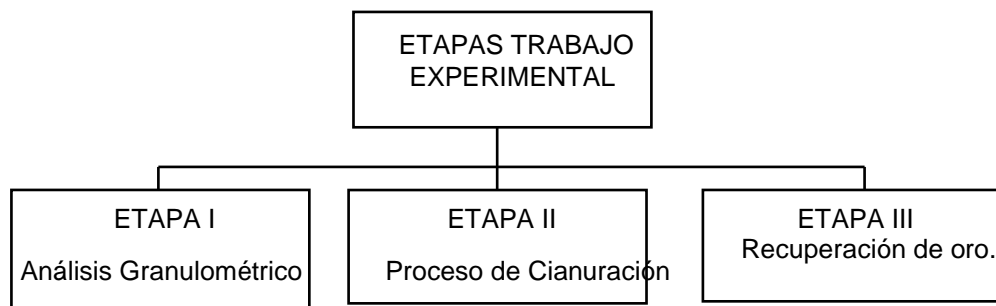 ETAPAS TRABAJO
EXPERIMENTAL
ETAPA I
Análisis Granulométrico
ETAPA II
Proceso de Cianuración
ETAPA III
Recuperación de oro.